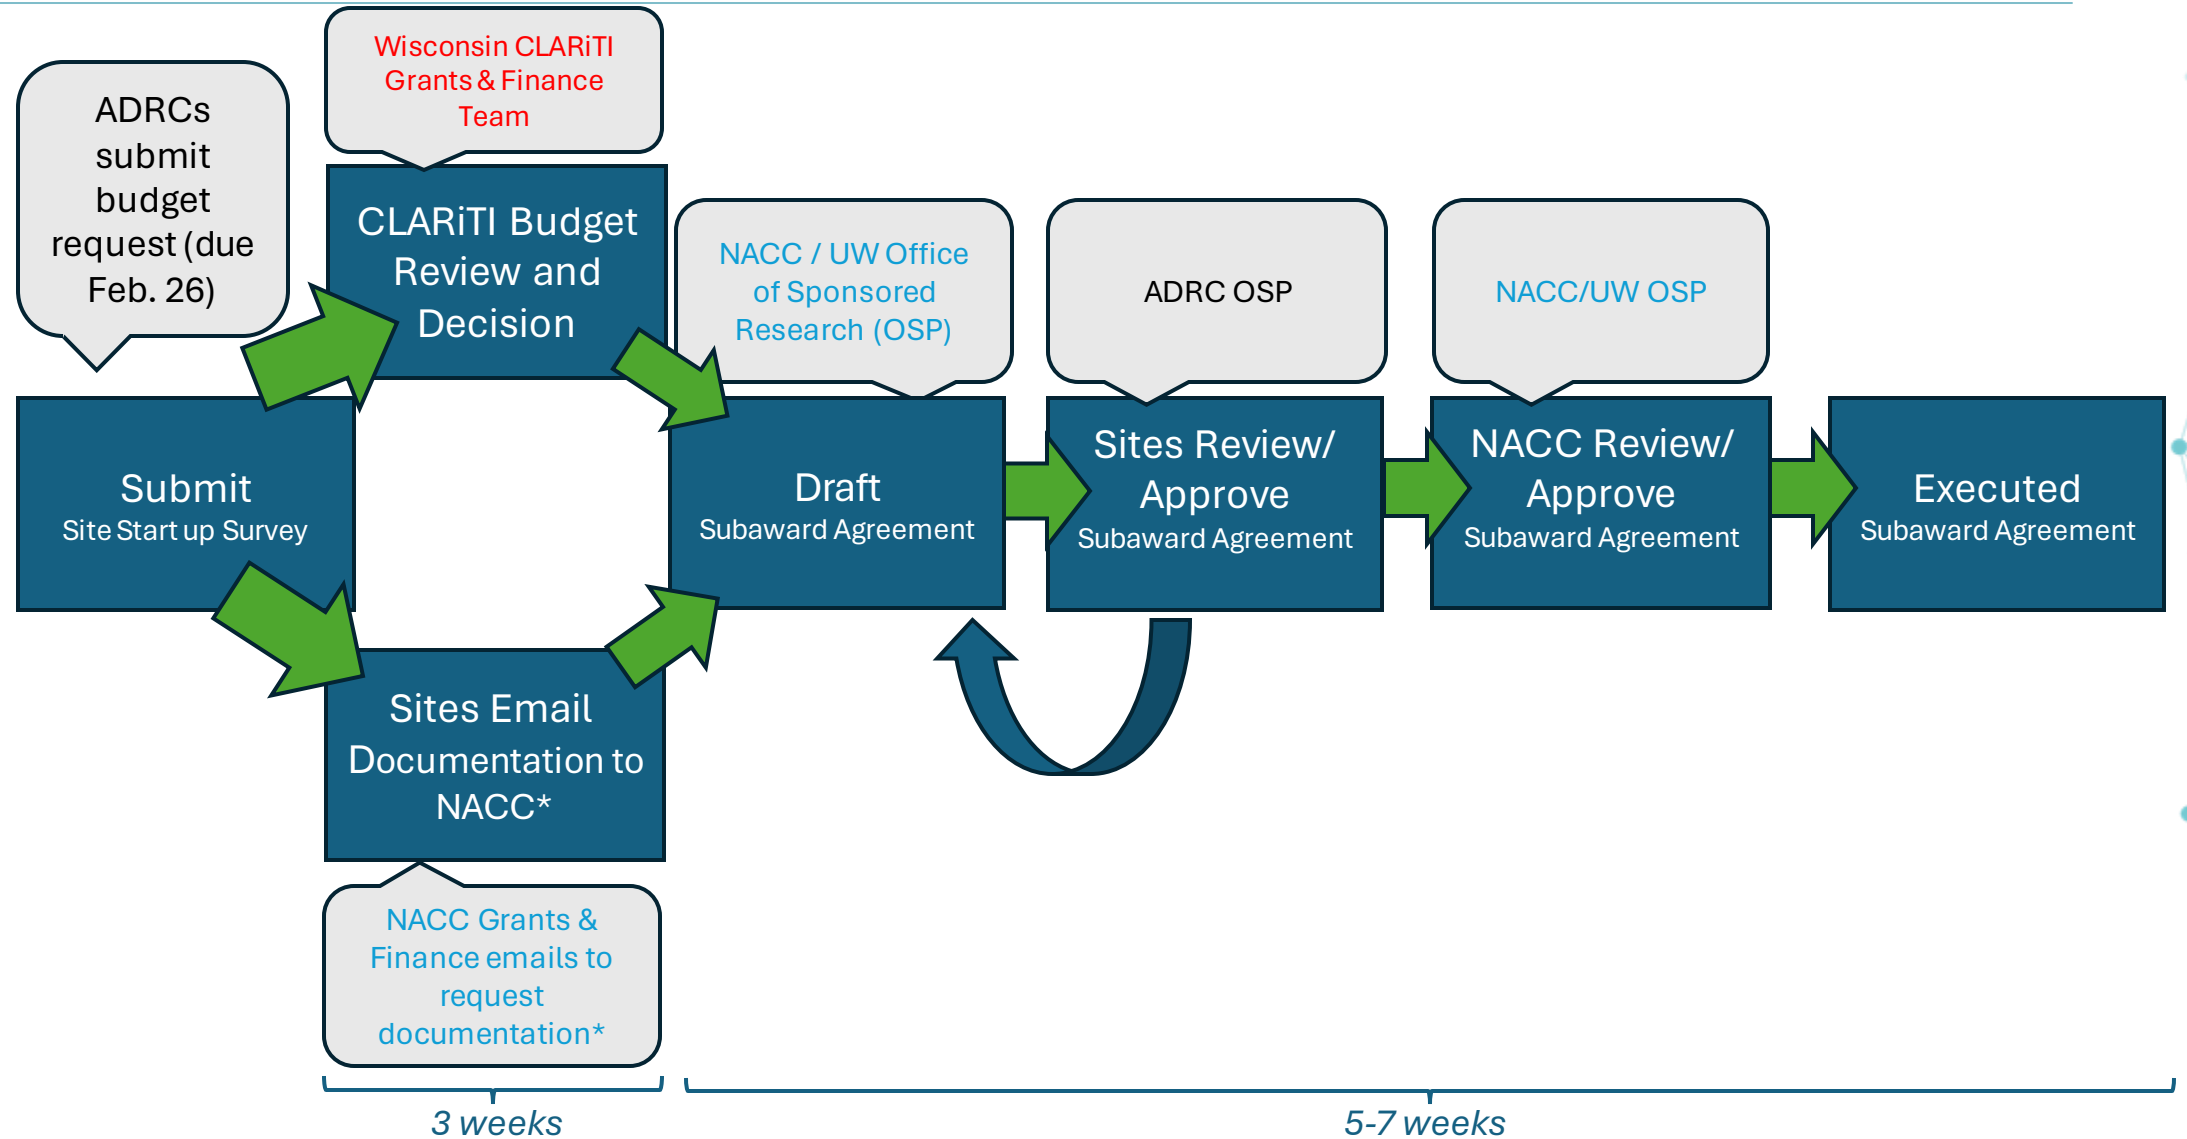 ADRCs
submit
budget
request (due
Feb. 26)
Wisconsin CLARiTI
Grants & Finance
Team
CLARiTI Budget
Review and
Decision
NACC / UW Office
of Sponsored
Research (OSP)
ADRC OSP
NACC/UW OSP
Submit
Site Start up Survey
Draft
Subaward Agreement
Sites Review/
Approve
Subaward Agreement
NACC Review/
Approve
Subaward Agreement
Executed
Subaward Agreement
Sites Email
Documentation to
NACC*
NACC Grants &
Finance emails to
request
documentation*
3 weeks
5-7 weeks